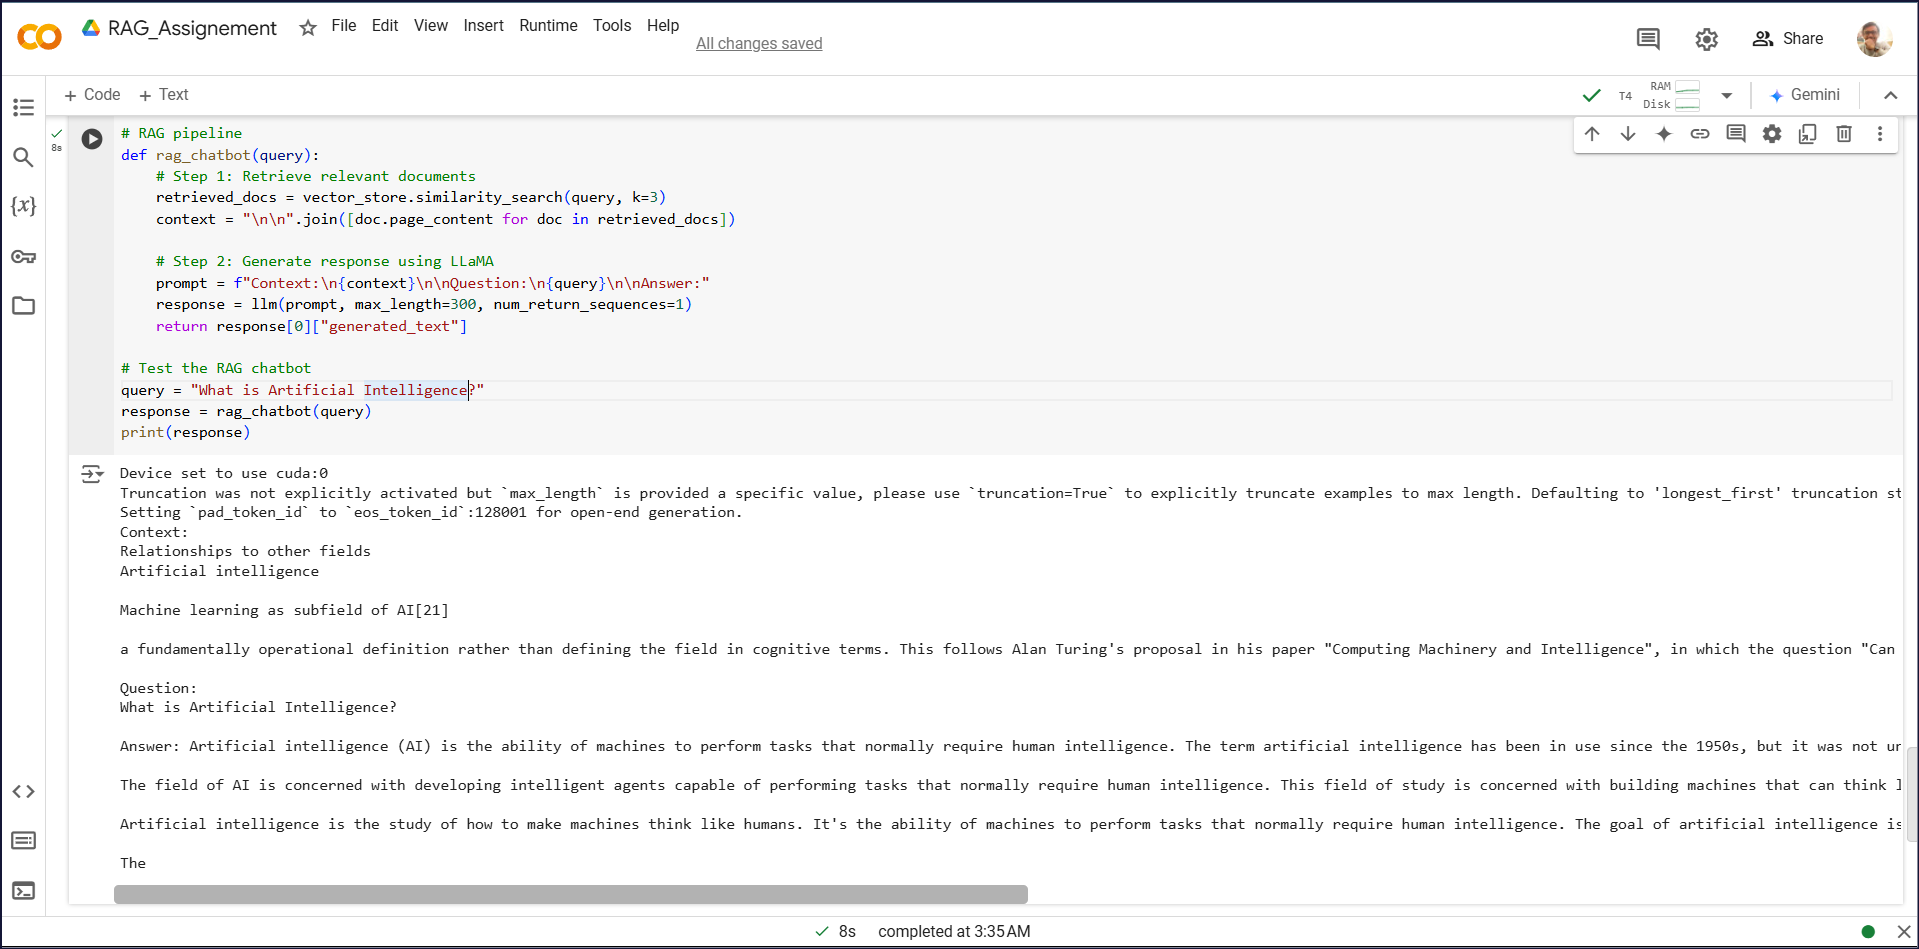 RAG_Assignement
File Edit View Insert Runtime Tools Help
All changes saved
Share
+ Code + Text
T4
RAM
Disk
Gemini
8s
# RAG pipeline
def rag_chatbot(query):
    # Step 1: Retrieve relevant documents
    retrieved_docs = vector_store.similarity_search(query, k=3)
    context = "\n\n".join([doc.page_content for doc in retrieved_docs])
    # Step 2: Generate response using LLaMA
    prompt = f"Context:\n{context}\n\nQuestion:\n{query}\n\nAnswer:"
    response = llm(prompt, max_length=300, num_return_sequences=1)
    return response[0]["generated_text"]
# Test the RAG chatbot
query = "What is Artificial Intelligence?"
response = rag_chatbot(query)
print(response)
Device set to use cuda:0
Truncation was not explicitly activated but `max_length` is provided a specific value, please use `truncation=True` to explicitly truncate examples to max length. Defaulting to 'longest_first' truncation st
Setting `pad_token_id` to `eos_token_id`:128001 for open-end generation.
Context:
Relationships to other fields
Artificial intelligence
Machine learning as subfield of AI[21]
a fundamentally operational definition rather than defining the field in cognitive terms. This follows Alan Turing's proposal in his paper "Computing Machinery and Intelligence", in which the question "Can
Question:
What is Artificial Intelligence?
Answer: Artificial intelligence (AI) is the ability of machines to perform tasks that normally require human intelligence. The term artificial intelligence has been in use since the 1950s, but it was not
The field of AI is concerned with developing intelligent agents capable of performing tasks that normally require human intelligence. This field of study is concerned with building machines that can think
Artificial intelligence is the study of how to make machines think like humans. It's the ability of machines to perform tasks that normally require human intelligence. The goal of artificial intelligence is
The
8s completed at 3:35 AM